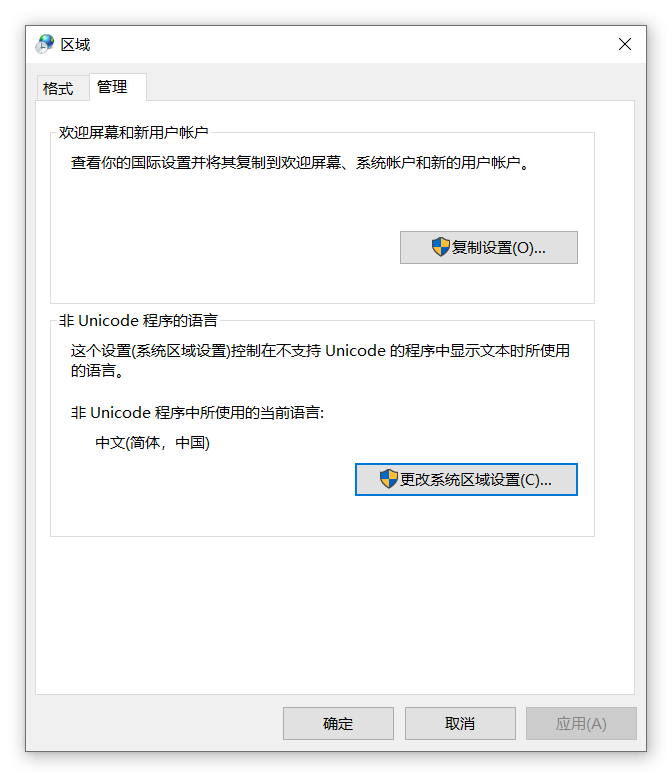 区域
格式
管理
欢迎屏幕和新用户帐户
查看你的国际设置并将其复制到欢迎屏幕、系统帐户和新的用户帐户。
复制设置(O)...
非 Unicode 程序的语言
这个设置(系统区域设置)控制在不支持 Unicode 的程序中显示文本时所使用
的语言。
非 Unicode 程序中所使用的当前语言:
中文(简体，中国)
更改系统区域设置(C)...
确定
取消
应用(A)